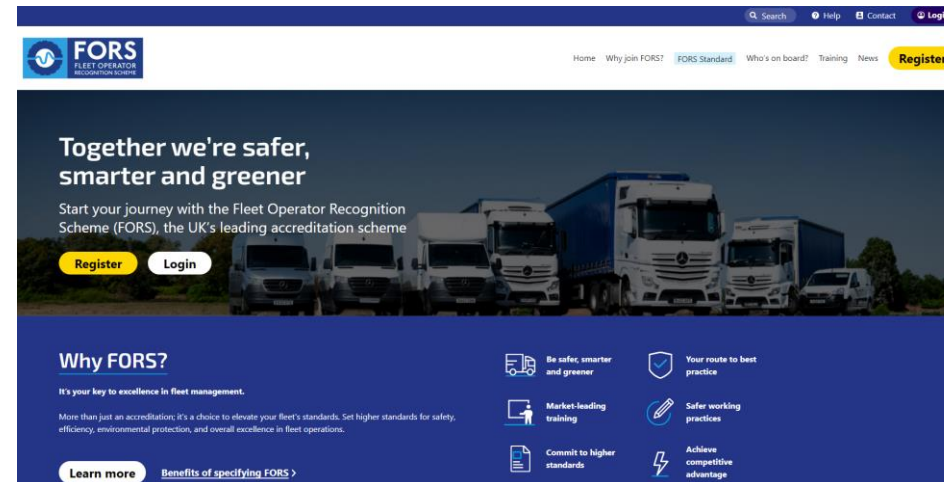 Search
Help
Contact
Logi
FORS
FLEET OPERATOR
RECOGNITION SCHEME
Home
Why join FORS?
FORS Standard
Who's on board?
Training
News
Register
Together we're safer,
smarter and greener
Start your journey with the Fleet Operator Recognition
Scheme (FORS), the UK's leading accreditation scheme
Register
Login
Why FORS?
It's your key to excellence in fleet management.
More than just an accreditation; it's a choice to elevate your fleet's standards. Set higher standards for safety,
efficiency, environmental protection, and overall excellence in fleet operations.
Learn more
Benefits of specifying FORS >
Be safer, smarter
and greener
Your route to best
practice
Market-leading
training
Safer working
practices
Commit to higher
standards
Achieve
competitive
advantage